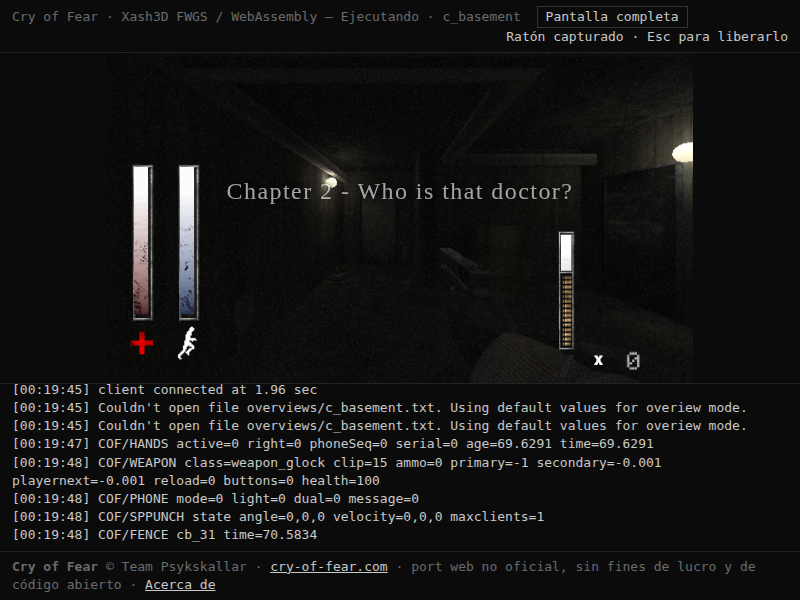 Cry of Fear · Xash3D FWGS / WebAssembly — Ejecutando · c_basement
Pantalla completa
Ratón capturado · Esc para liberarlo
Chapter 2 - Who is that doctor?
x 0
[00:19:45] client connected at 1.96 sec
[00:19:45] Couldn't open file overviews/c_basement.txt. Using default values for overiew mode.
[00:19:45] Couldn't open file overviews/c_basement.txt. Using default values for overiew mode.
[00:19:47] COF/HANDS active=0 right=0 phoneSeq=0 serial=0 age=69.6291 time=69.6291
[00:19:48] COF/WEAPON class=weapon_glock clip=15 ammo=0 primary=-1 secondary=-0.001
playernext=-0.001 reload=0 buttons=0 health=100
[00:19:48] COF/PHONE mode=0 light=0 dual=0 message=0
[00:19:48] COF/SPPUNCH state angle=0,0,0 velocity=0,0,0 maxclients=1
[00:19:48] COF/FENCE cb_31 time=70.5834
Cry of Fear © Team Psykskallar · cry-of-fear.com · port web no oficial, sin fines de lucro y de
código abierto · Acerca de